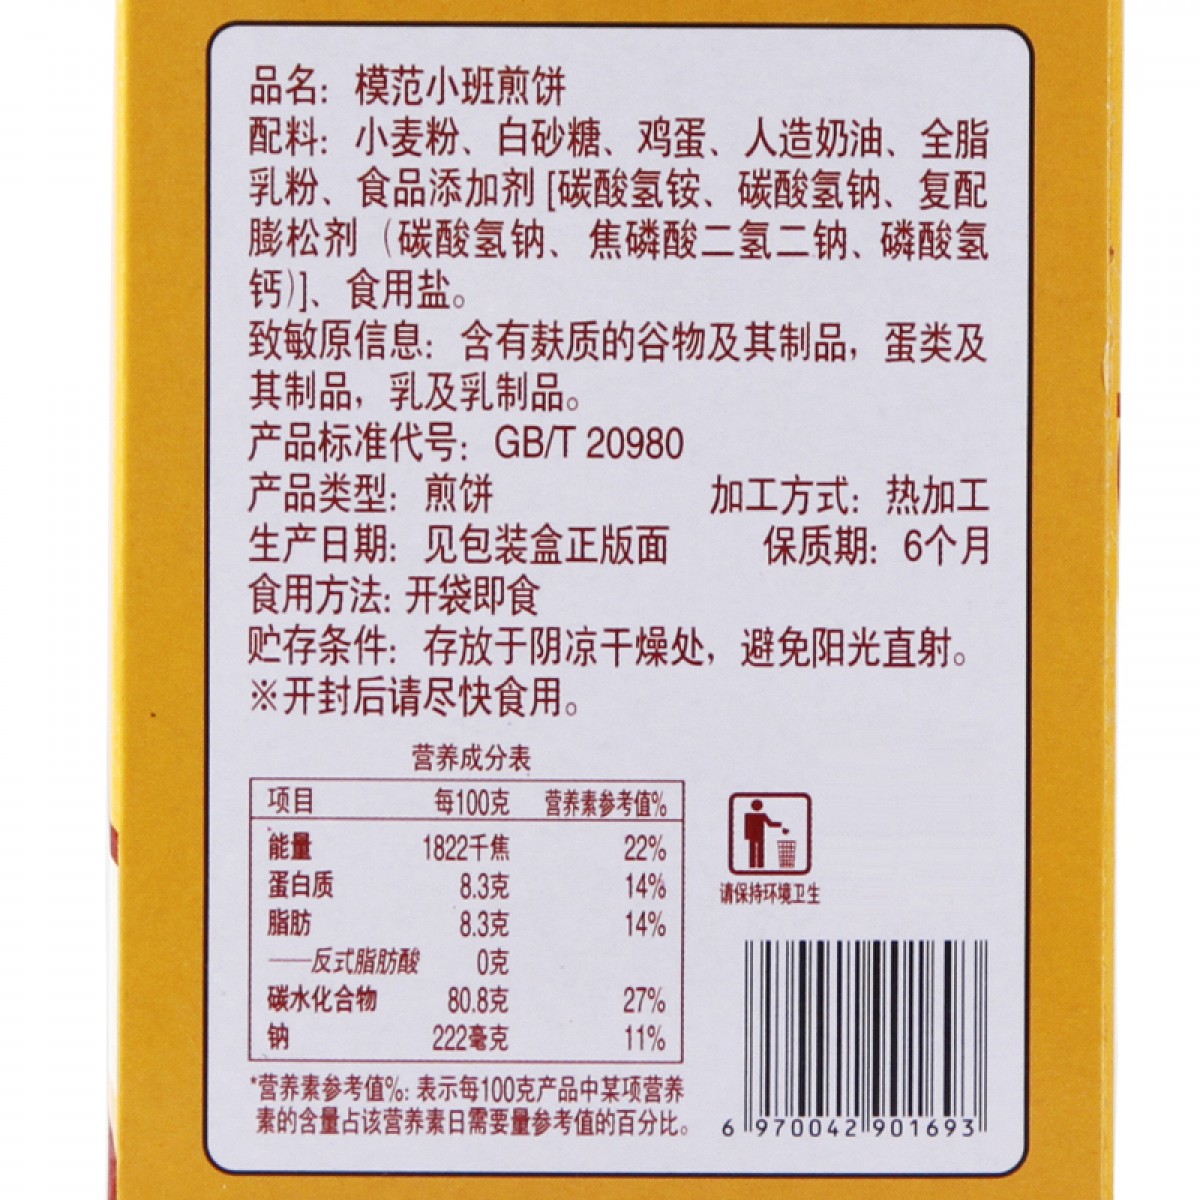 品名：模范小班煎饼
配料：小麦粉、白砂糖、鸡蛋、人造奶油、全脂
乳粉、食品添加剂 [碳酸氢铵、碳酸氢钠、复配
膨松剂（碳酸氢钠、焦磷酸二氢二钠、磷酸氢
钙)]、食用盐。
致敏原信息：含有麸质的谷物及其制品，蛋类及
其制品，乳及乳制品。
产品标准代号：GB/T 20980
产品类型：煎饼 加工方式：热加工
生产日期：见包装盒正版面 保质期：6个月
食用方法：开袋即食
贮存条件：存放于阴凉干燥处，避免阳光直射。
※开封后请尽快食用。
营养成分表
项目 每100克 营养素参考值%
能量 1822千焦 22%
蛋白质 8.3克 14%
脂肪 8.3克 14%
——反式脂肪酸 0克
碳水化合物 80.8克 27%
钠 222毫克 11%
*营养素参考值%：表示每100克产品中某项营养
素的含量占该营养素日需要量参考值的百分比。
请保持环境卫生
6 970042 901693